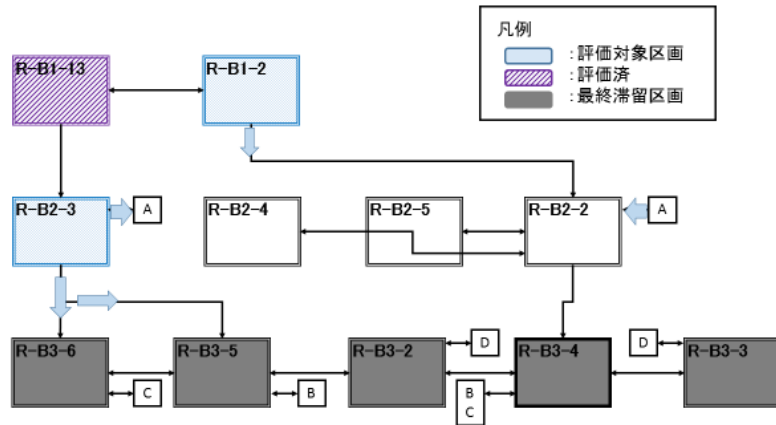 凡例
：評価対象区画
：評価済
：最終滞留区画
R-B1-13
R-B1-2
R-B2-3
A
R-B2-4
R-B2-5
R-B2-2
A
R-B3-6
C
R-B3-5
B
R-B3-2
D
B
C
R-B3-4
D
R-B3-3